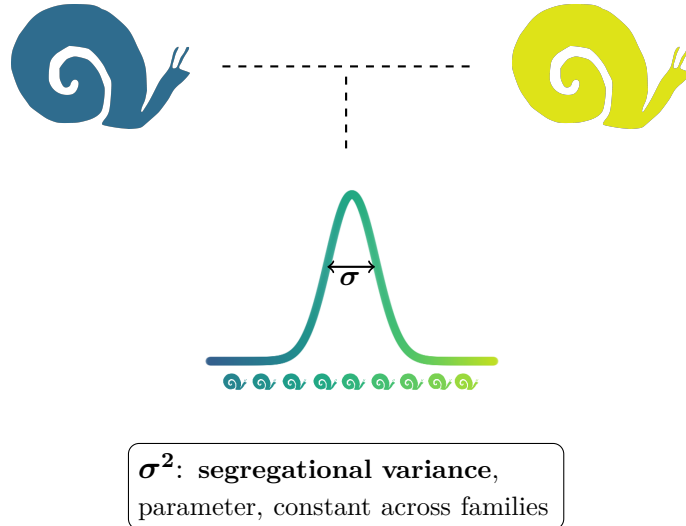 σ
σ²: segregational variance,
parameter, constant across families